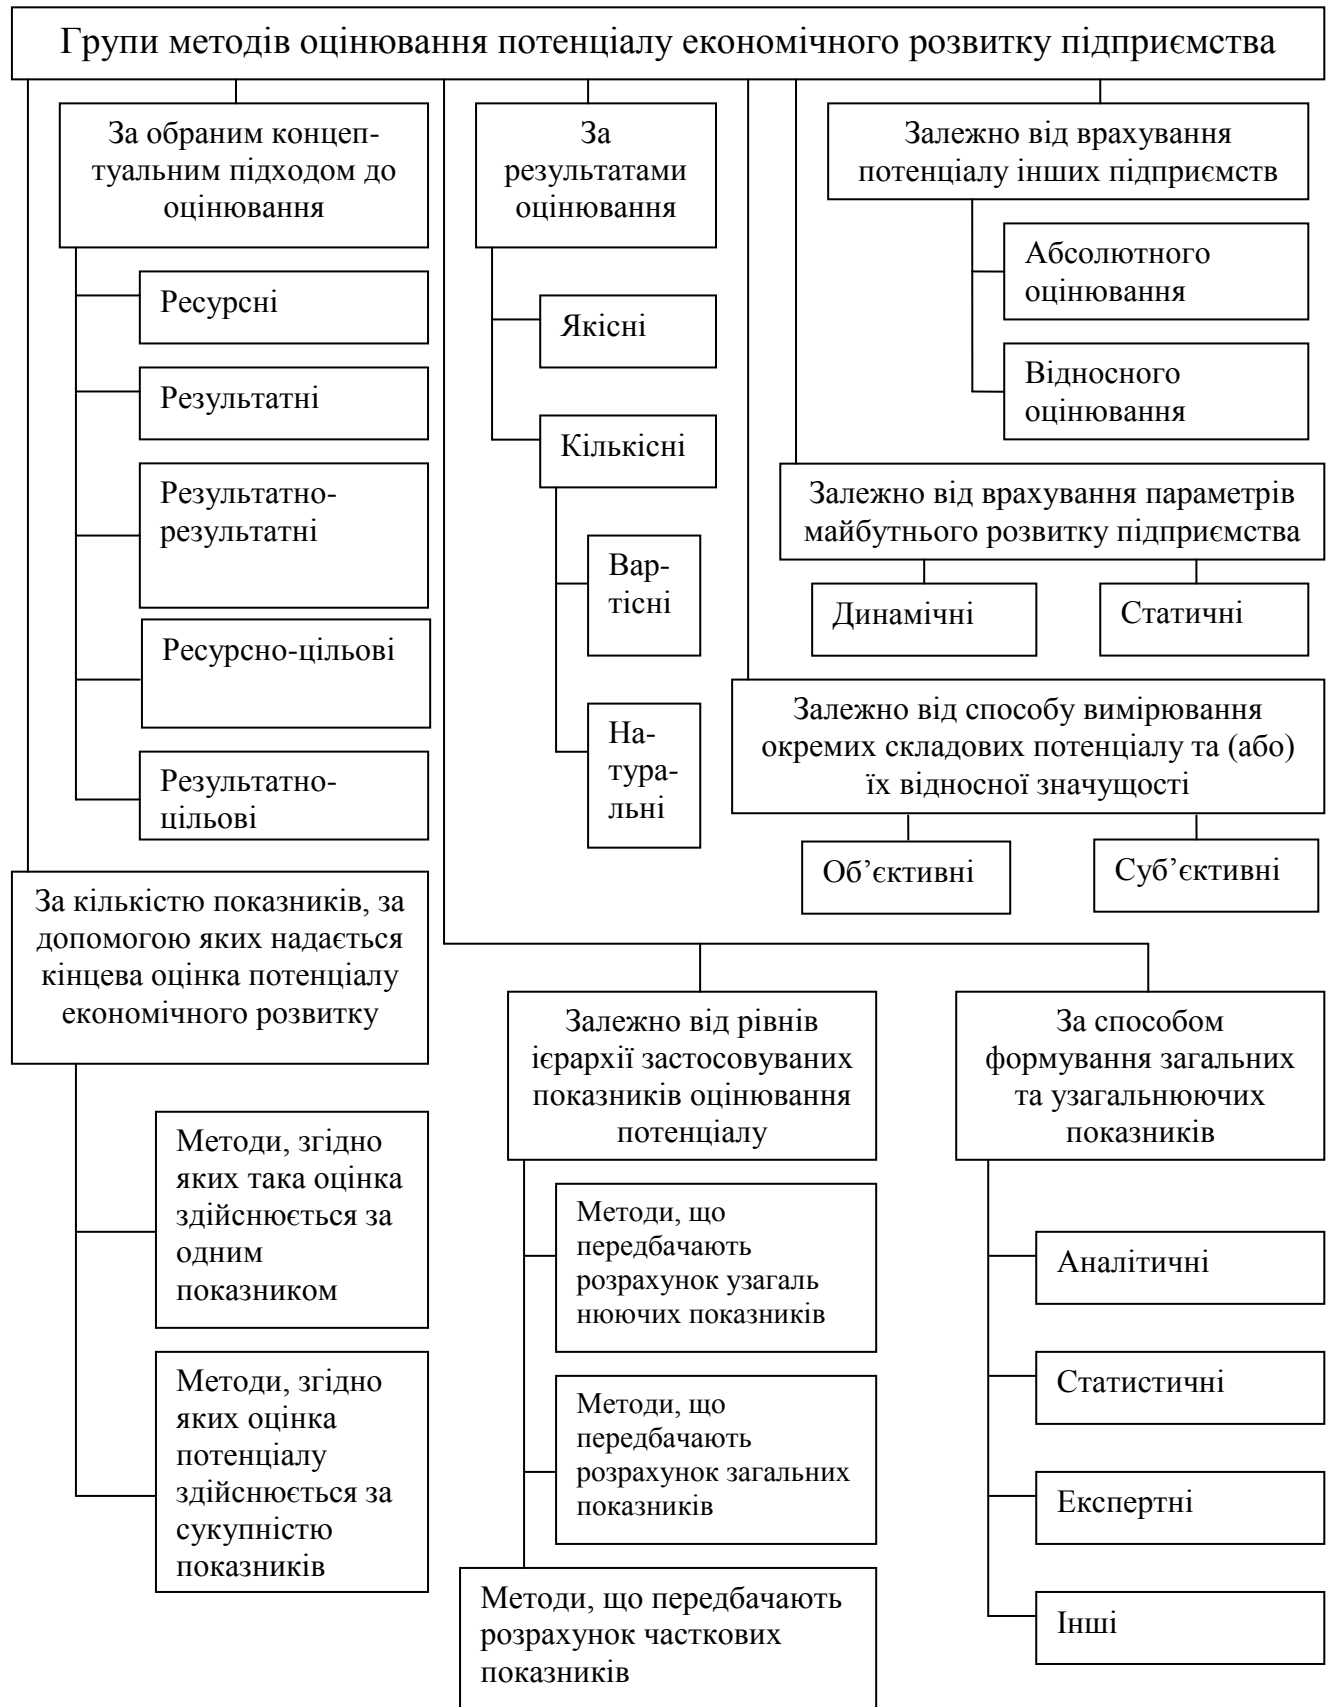 Групи методів оцінювання потенціалу економічного розвитку підприємства
За обраним концеп-
туальним підходом до
оцінювання
Ресурсні
Результатні
Результатно-
результатні
Ресурсно-цільові
Результатно-
цільові
За
результатами
оцінювання
Якісні
Кількісні
Вар-
тісні
На-
тура-
льні
Залежно від врахування
потенціалу інших підприємств
Абсолютного
оцінювання
Відносного
оцінювання
Залежно від врахування параметрів
майбутнього розвитку підприємства
Динамічні
Статичні
Залежно від способу вимірювання
окремих складових потенціалу та (або)
їх відносної значущості
Об’єктивні
Суб’єктивні
За кількістю показників, за
допомогою яких надається
кінцева оцінка потенціалу
економічного розвитку
Методи, згідно
яких така оцінка
здійснюється за
одним
показником
Методи, згідно
яких оцінка
потенціалу
здійснюється за
сукупністю
показників
Залежно від рівнів
ієрархії застосовуваних
показників оцінювання
потенціалу
Методи, що
передбачають
розрахунок узагаль
нюючих показників
Методи, що
передбачають
розрахунок загальних
показників
Методи, що передбачають
розрахунок часткових
показників
За способом
формування загальних
та узагальнюючих
показників
Аналітичні
Статистичні
Експертні
Інші